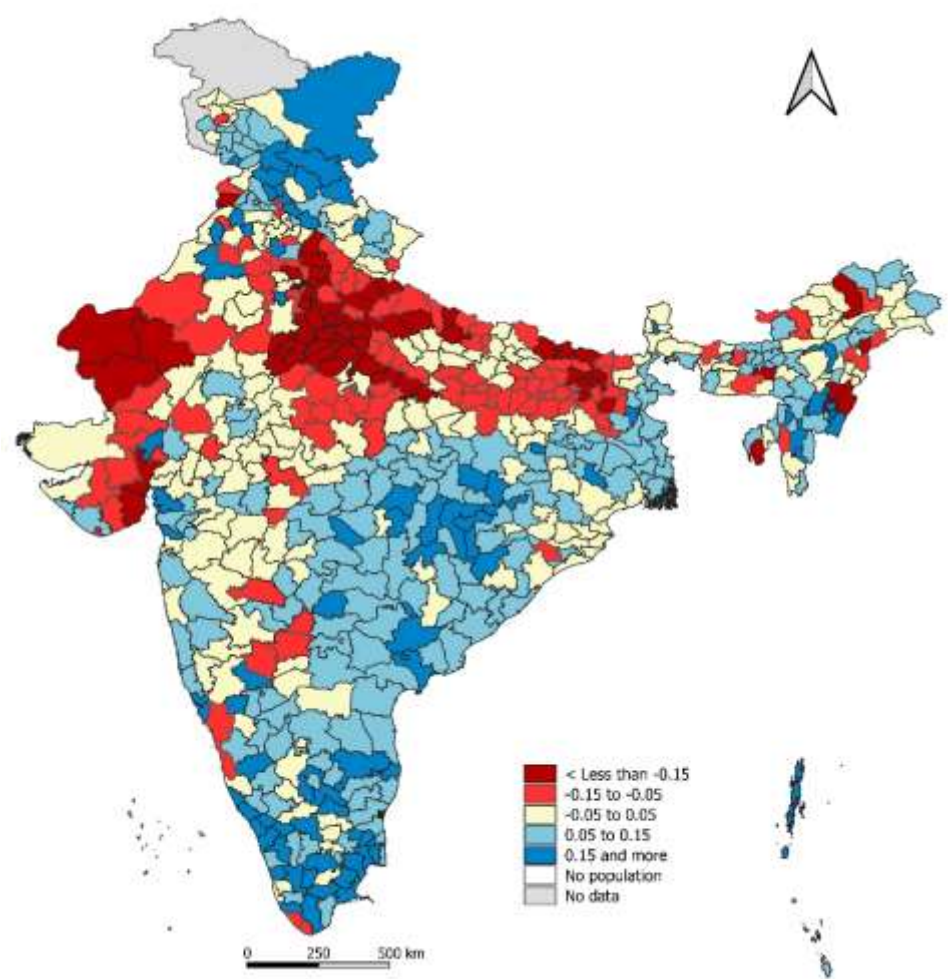 < Less than -0.15
-0.15 to -0.05
-0.05 to 0.05
0.05 to 0.15
0.15 and more
No population
No data
0 250 500 km